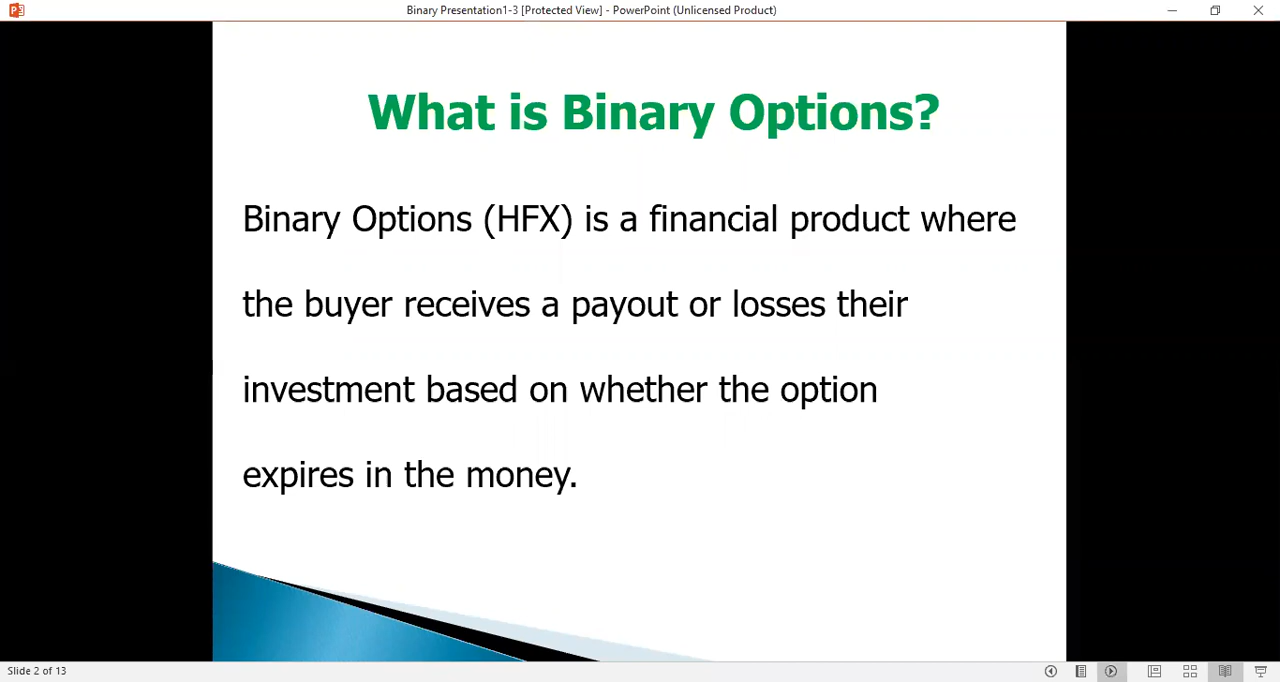 Binary Presentation1-3 [Protected View] - PowerPoint (Unlicensed Product)
What is Binary Options?
Binary Options (HFX) is a financial product where
the buyer receives a payout or losses their
investment based on whether the option
expires in the money.
Slide 2 of 13